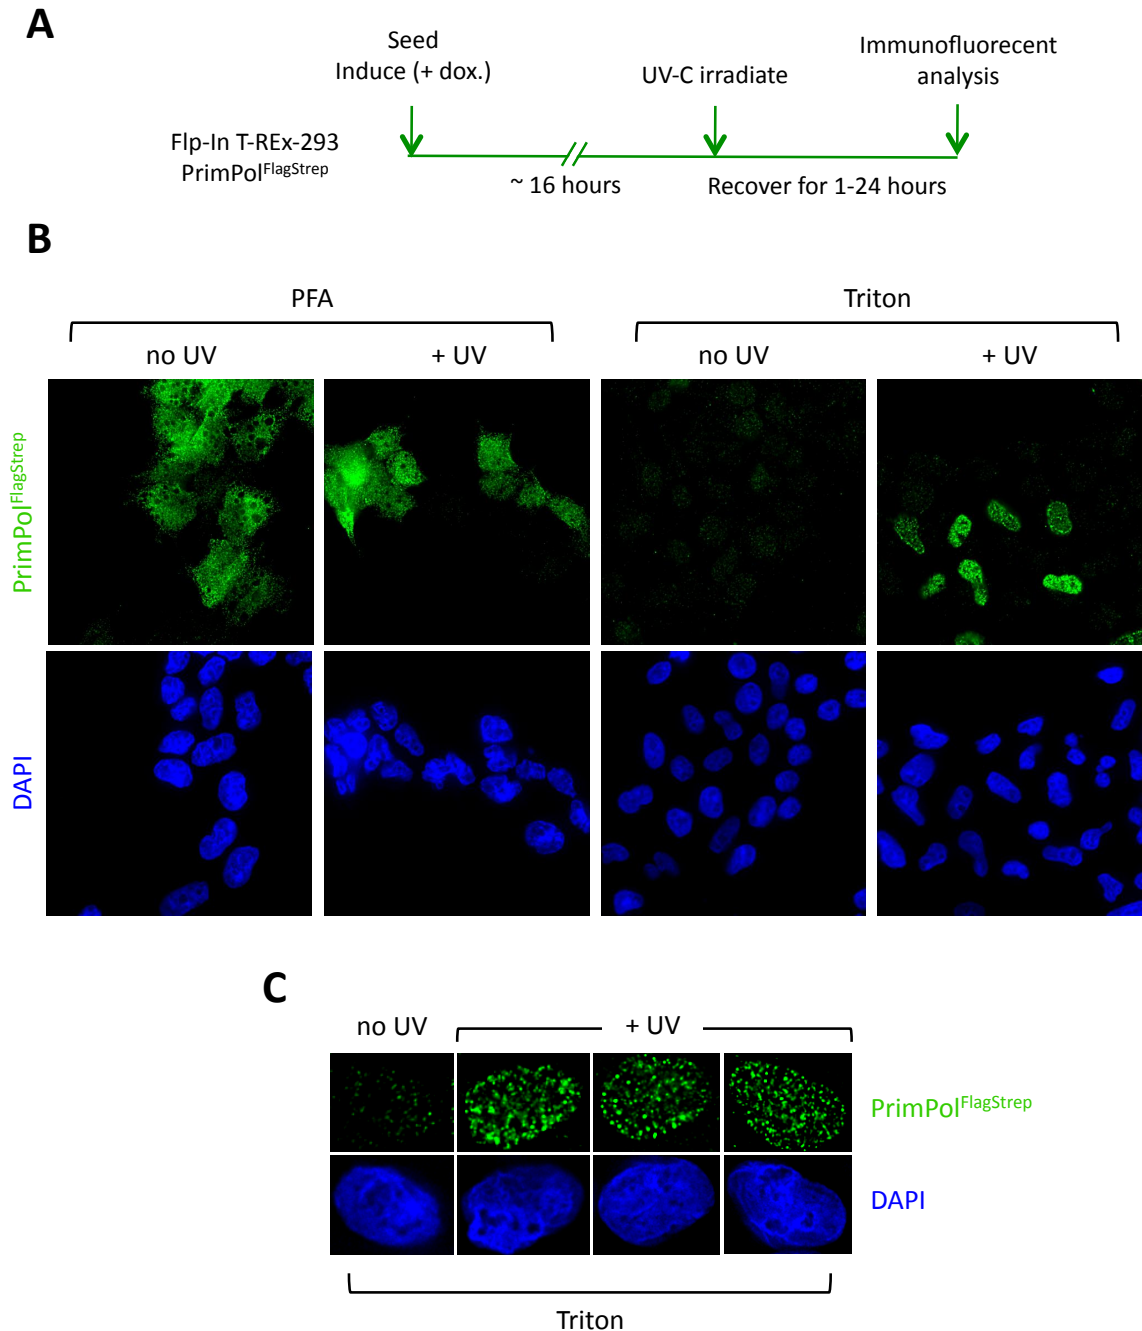 A
Seed
Induce (+ dox.)
UV-C irradiate
Immunofluorecent
analysis
Flp-In T-REx-293
PrimPolFlagStrep
~ 16 hours
Recover for 1-24 hours
B
PFA
Triton
no UV
+ UV
no UV
+ UV
PrimPolFlagStrep
DAPI
C
no UV
+ UV
PrimPolFlagStrep
DAPI
Triton